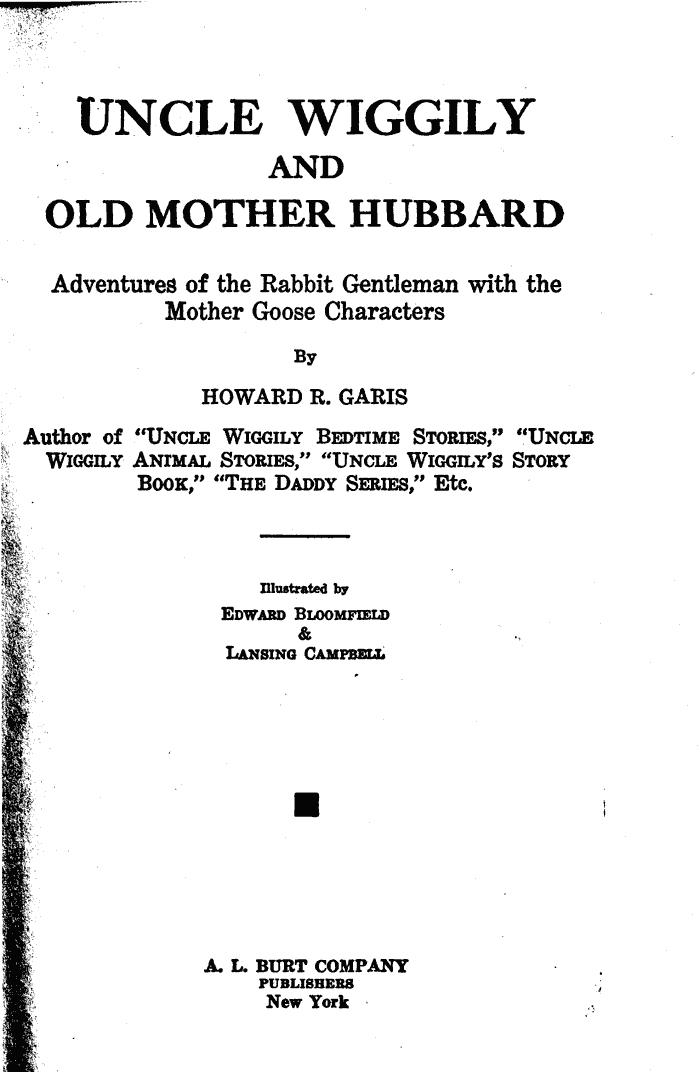 UNCLE WIGGILY
AND
OLD MOTHER HUBBARD
Adventures of the Rabbit Gentleman with the
Mother Goose Characters
By
HOWARD R. GARIS
Author of “UNCLE WIGGILY BEDTIME STORIES,” “UNCLE
WIGGILY ANIMAL STORIES,” “UNCLE WIGGILY’S STORY
BOOK,” “THE DADDY SERIES,” Etc.
Illustrated by
EDWARD BLOOMFIELD
&
LANSING CAMPBELL
A. L. BURT COMPANY
PUBLISHERS
New York